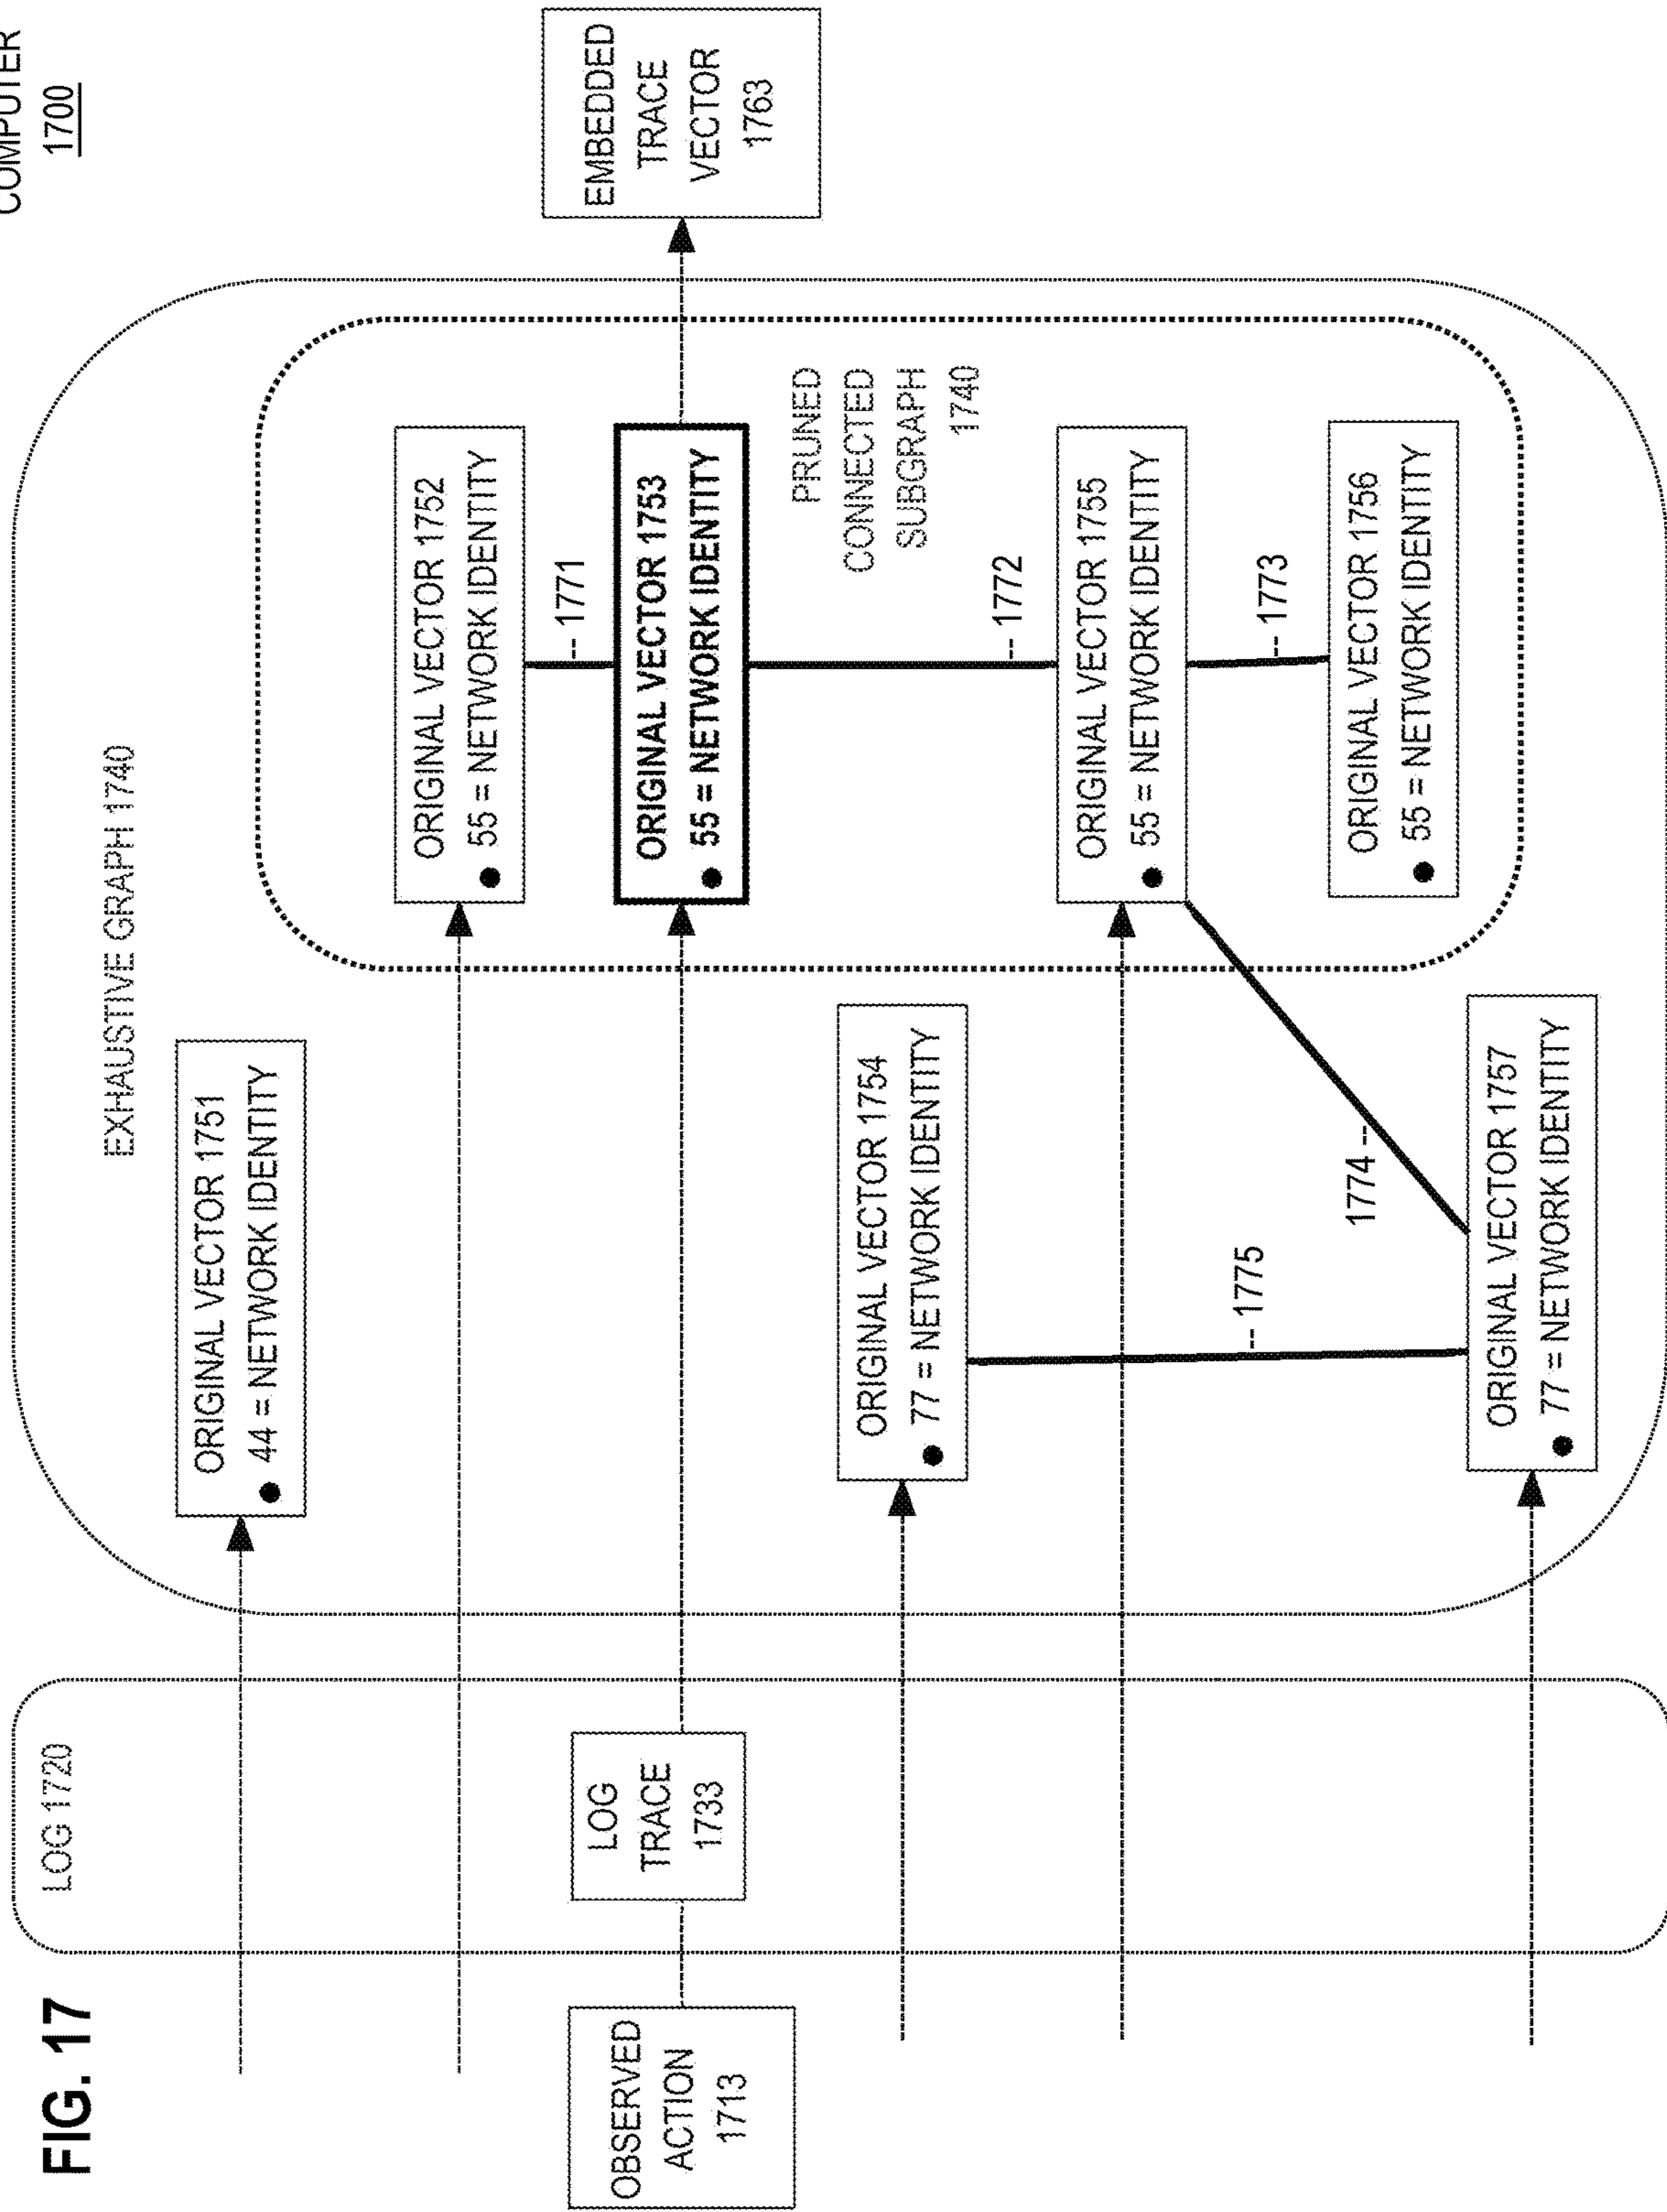 FIG. 17
COMPUTER
1700
LOG 1720
EXHAUSTIVE GRAPH 1740
ORIGINAL VECTOR 1751
● 44 = NETWORK IDENTITY
ORIGINAL VECTOR 1752
● 55 = NETWORK IDENTITY
-- 1771
OBSERVED
ACTION
1713
LOG
TRACE
1733
ORIGINAL VECTOR 1753
● 55 = NETWORK IDENTITY
EMBEDDED
TRACE
VECTOR
1763
PRUNED
CONNECTED
SUBGRAPH
1740
ORIGINAL VECTOR 1754
● 77 = NETWORK IDENTITY
-- 1772
ORIGINAL VECTOR 1755
● 55 = NETWORK IDENTITY
-- 1775
1774 --
-- 1773
ORIGINAL VECTOR 1756
● 55 = NETWORK IDENTITY
ORIGINAL VECTOR 1757
● 77 = NETWORK IDENTITY